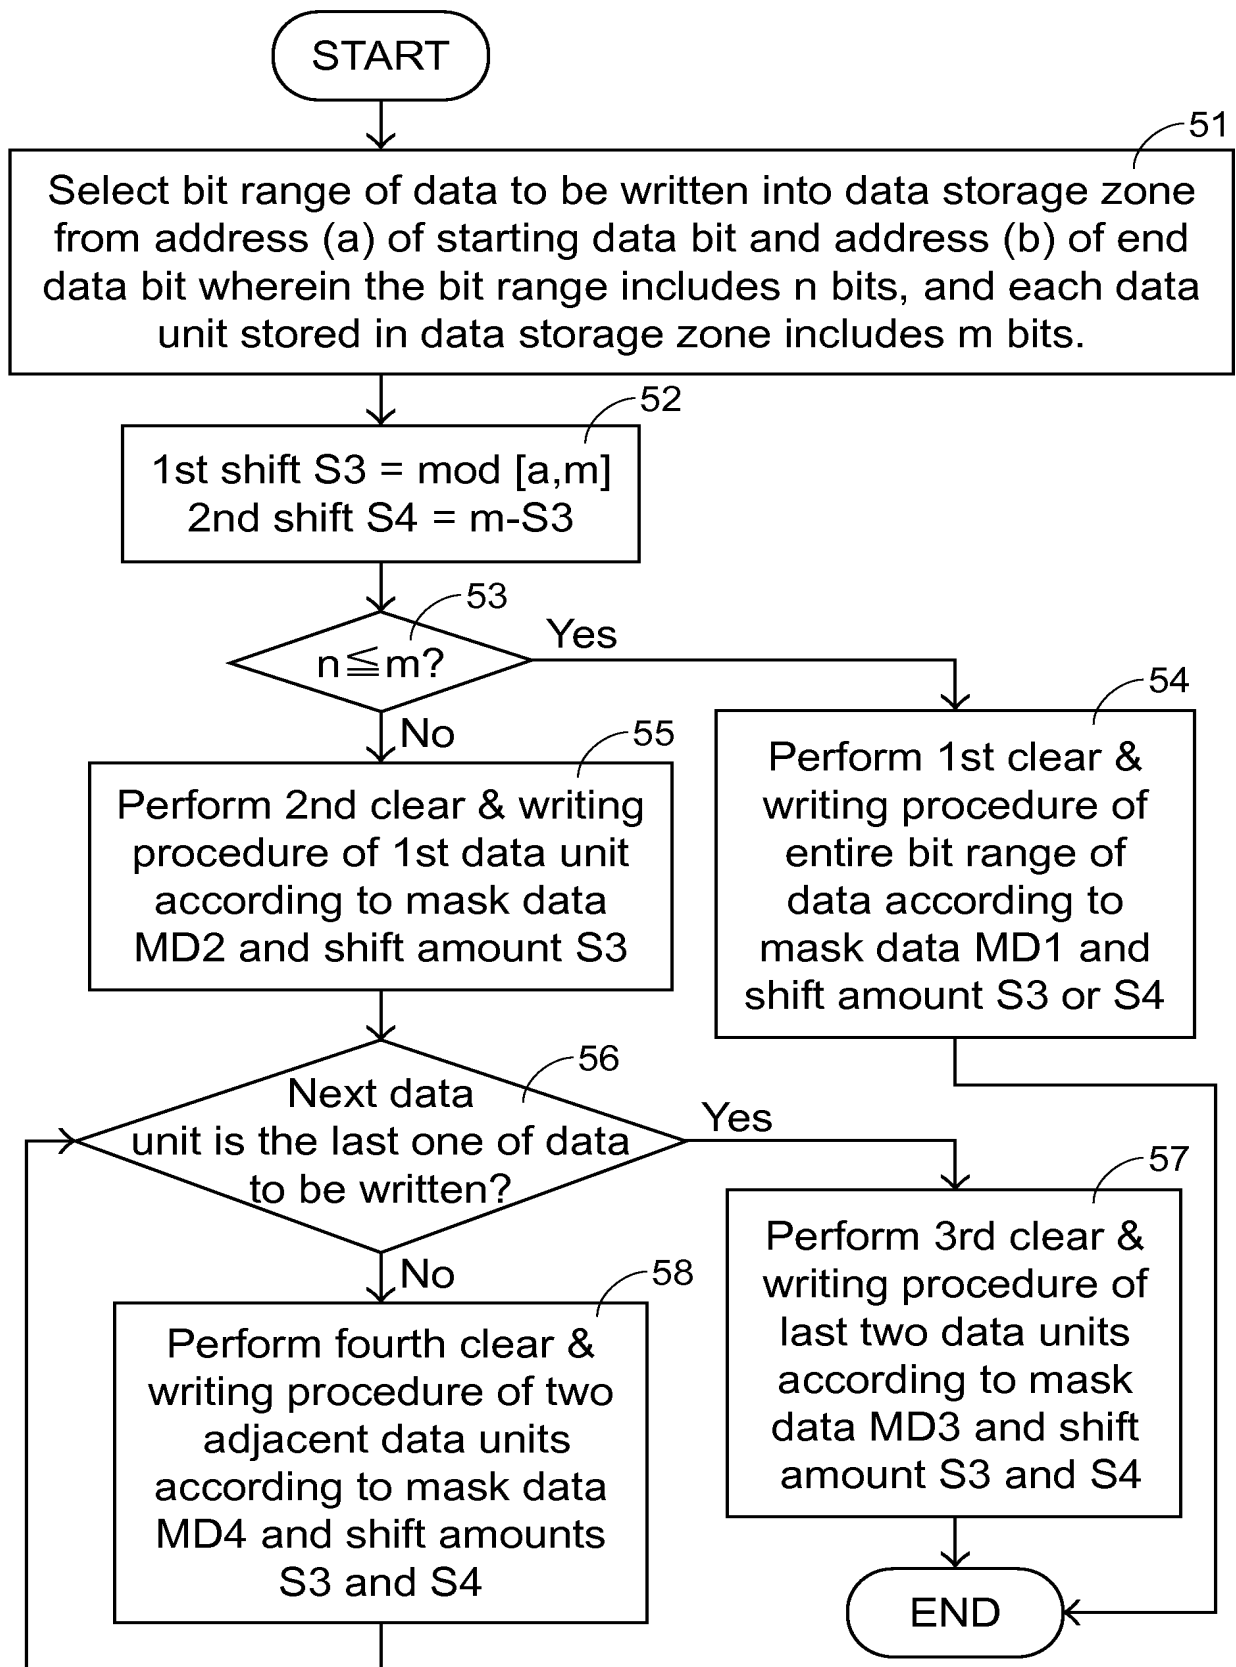 START
51
Select bit range of data to be written into data storage zone
from address (a) of starting data bit and address (b) of end
data bit wherein the bit range includes n bits, and each data
unit stored in data storage zone includes m bits.
52
1st shift S3 = mod [a,m]
2nd shift S4 = m-S3
53
n≦m?
Yes
No
54
Perform 1st clear &
writing procedure of
entire bit range of
data according to
mask data MD1 and
shift amount S3 or S4
55
Perform 2nd clear & writing
procedure of 1st data unit
according to mask data
MD2 and shift amount S3
56
Next data
unit is the last one of data
to be written?
Yes
No
57
Perform 3rd clear &
writing procedure of
last two data units
according to mask
data MD3 and shift
amount S3 and S4
58
Perform fourth clear &
writing procedure of two
adjacent data units
according to mask data
MD4 and shift amounts
S3 and S4
END